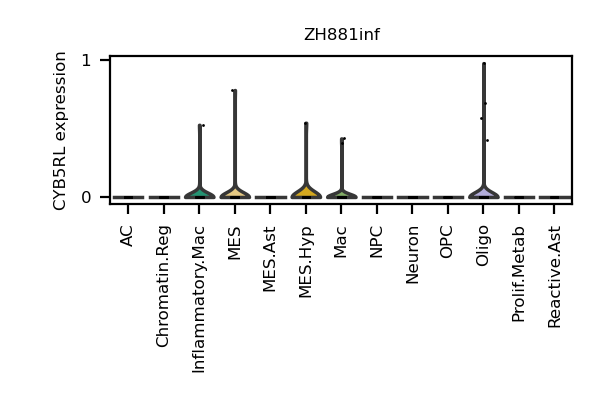 ZH881inf
CYB5RL expression
1
0
AC
Chromatin.Reg
Inflammatory.Mac
MES
MES.Ast
MES.Hyp
Mac
NPC
Neuron
OPC
Oligo
Prolif.Metab
Reactive.Ast